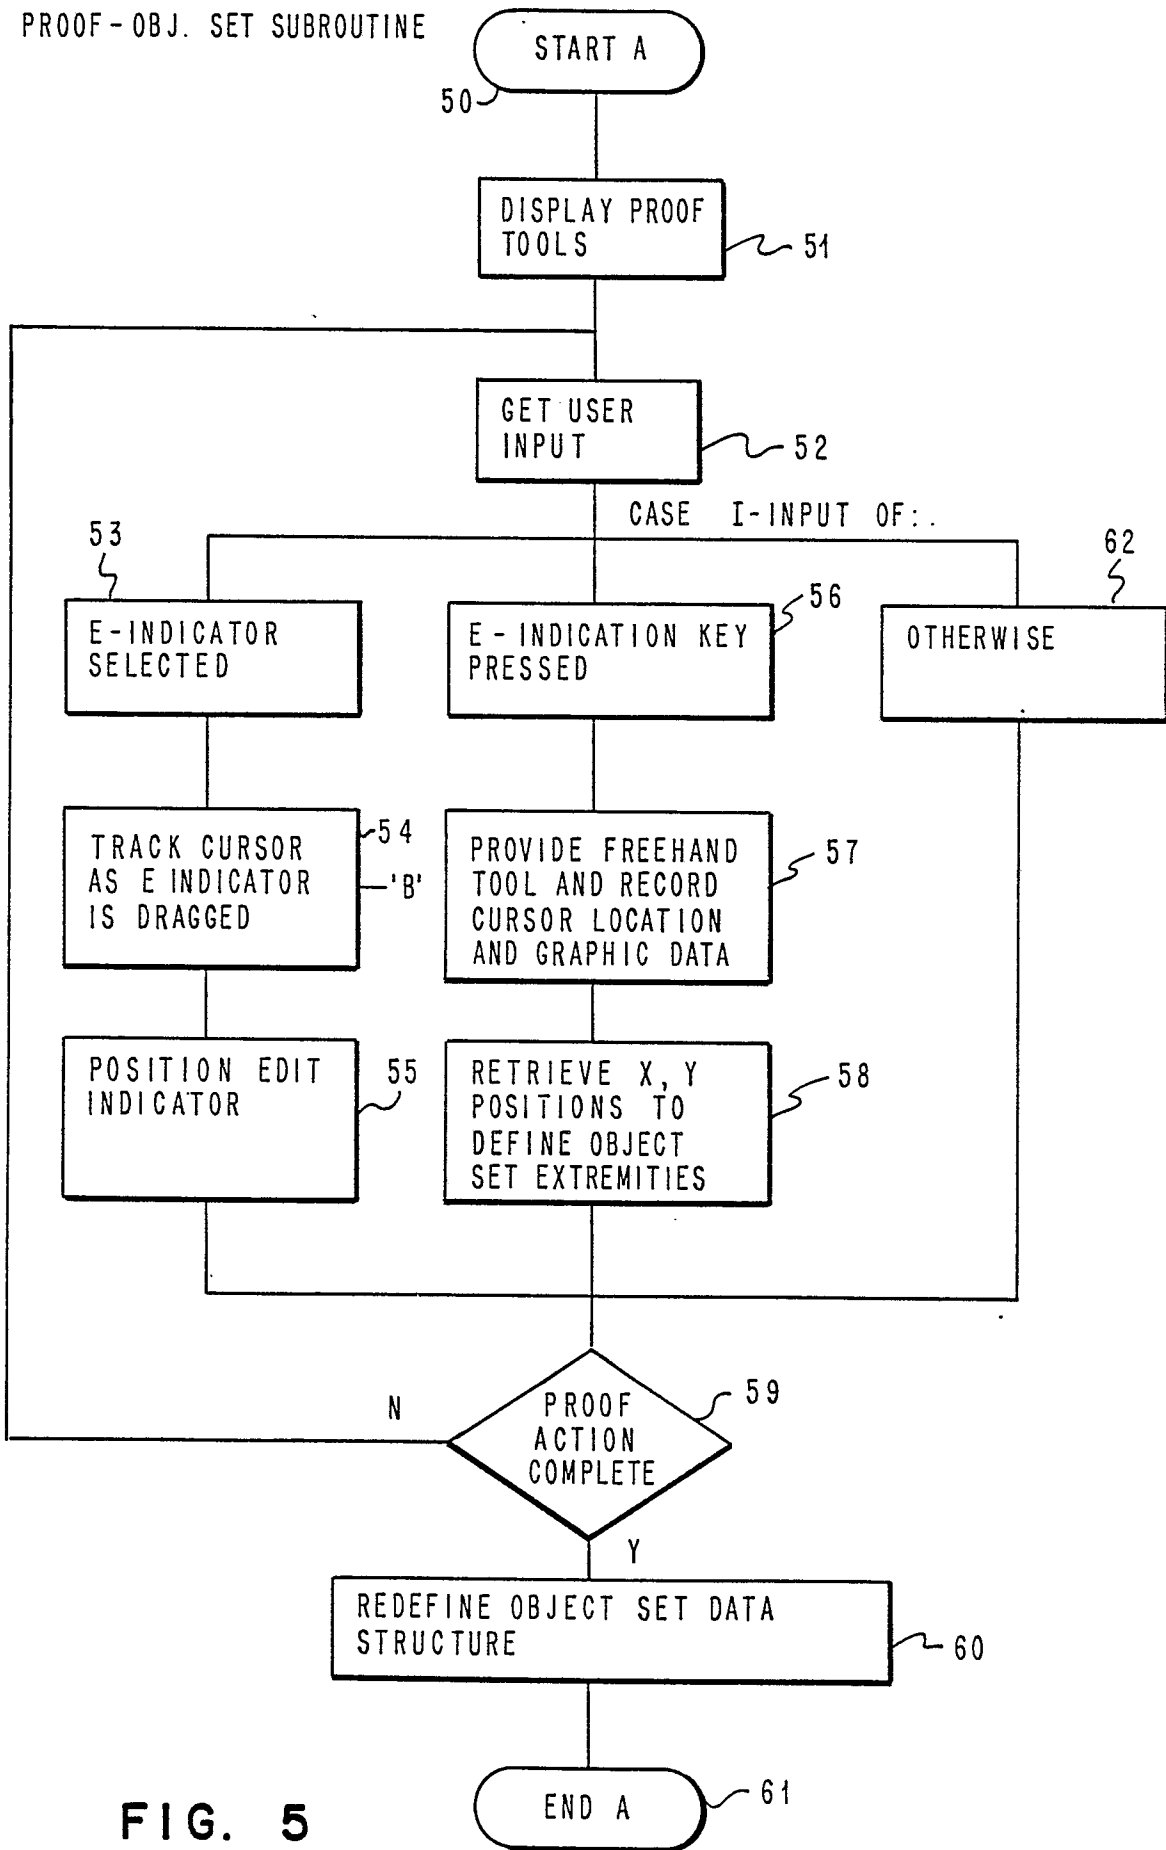 PROOF-OBJ. SET SUBROUTINE
START A
50
DISPLAY PROOF
TOOLS
51
GET USER
INPUT
52
CASE I-INPUT OF:.
53
E-INDICATOR
SELECTED
56
E-INDICATION KEY
PRESSED
62
OTHERWISE
54
TRACK CURSOR
AS E INDICATOR
IS DRAGGED
'B'
57
PROVIDE FREEHAND
TOOL AND RECORD
CURSOR LOCATION
AND GRAPHIC DATA
POSITION EDIT
INDICATOR
55
RETRIEVE X, Y
POSITIONS TO
DEFINE OBJECT
SET EXTREMITIES
58
N
PROOF
ACTION
COMPLETE
59
Y
REDEFINE OBJECT SET DATA
STRUCTURE
60
END A
61
FIG. 5